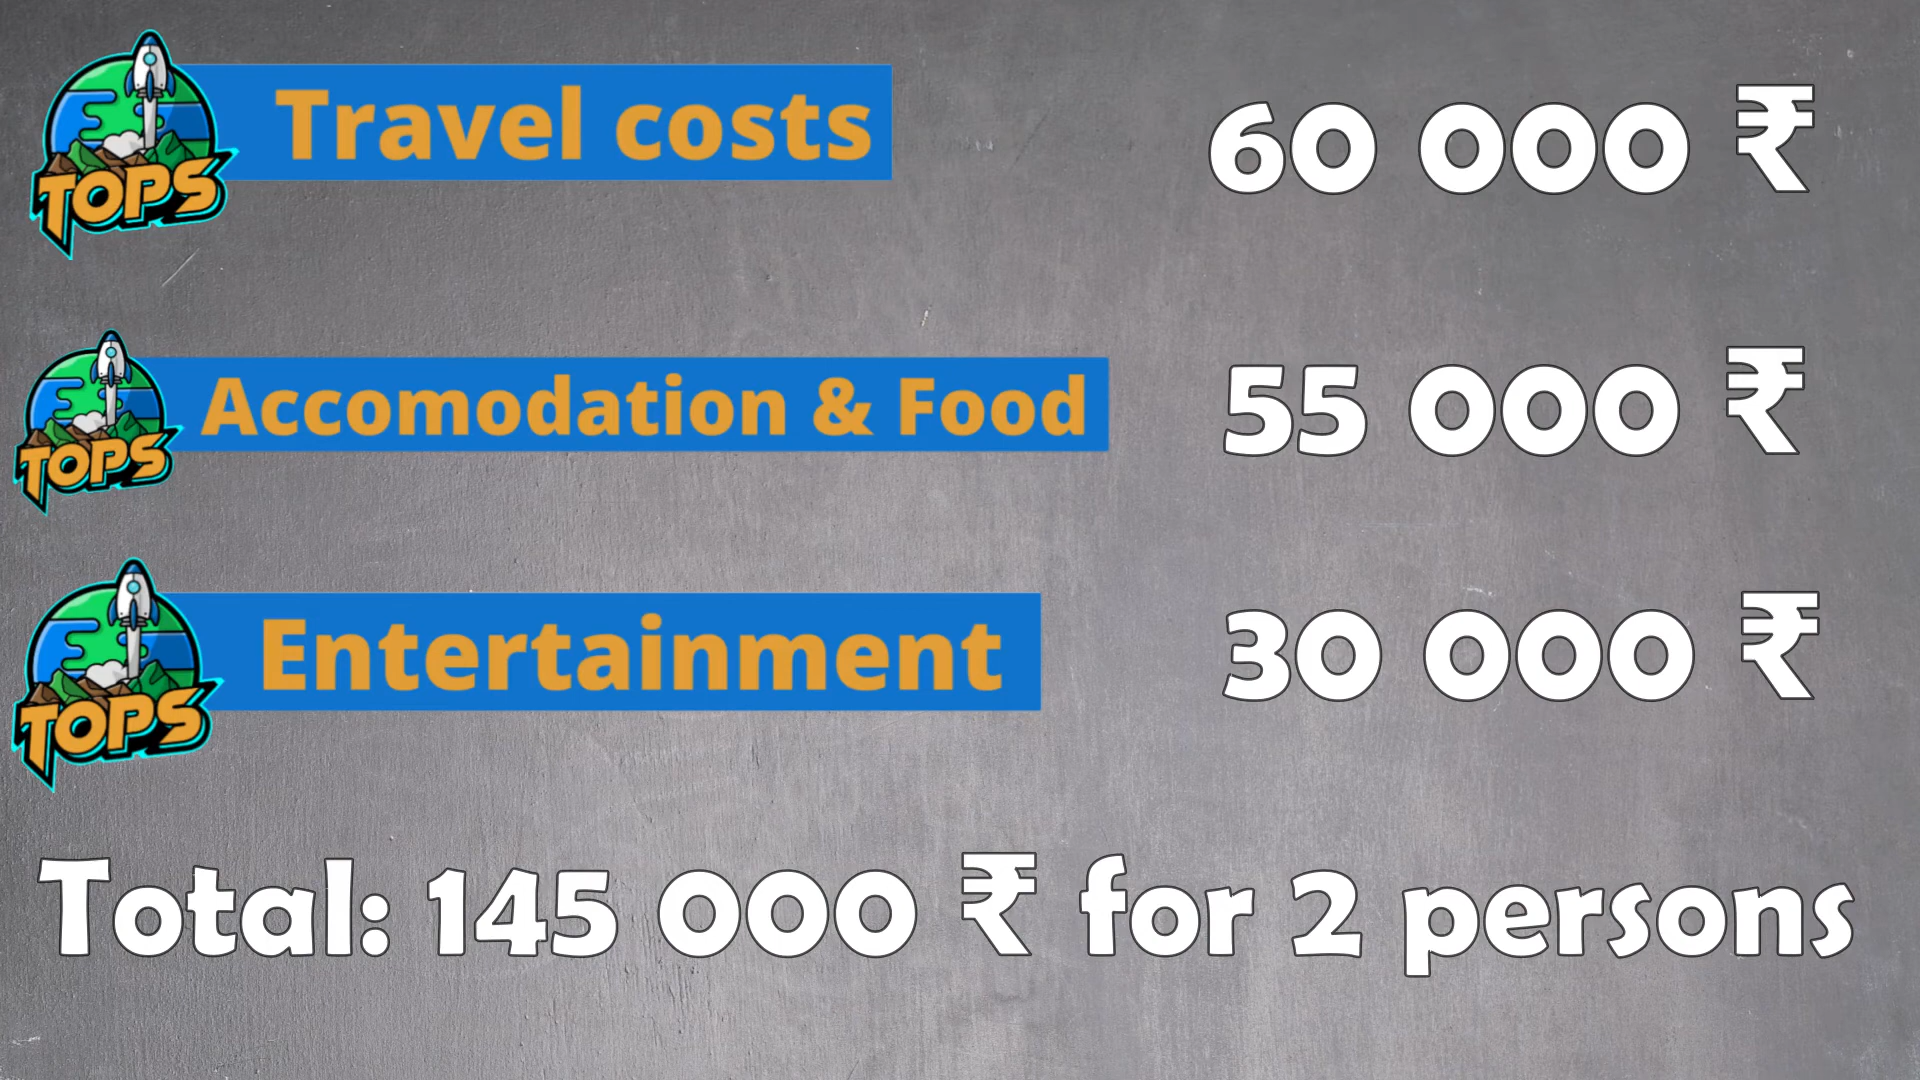 TOPS Travel costs 60 000 ₹
TOPS Accomodation & Food 55 000 ₹
TOPS Entertainment 30 000 ₹
Total: 145 000 ₹ for 2 persons